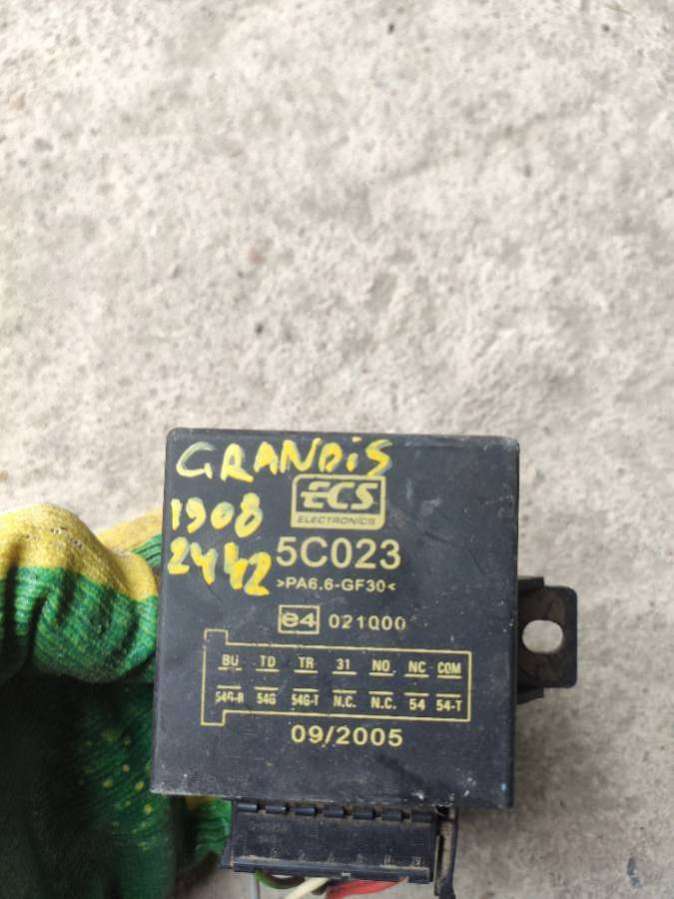 GRANDiS
ECS
ELECTRONICS
1908
2442
5C023
>PA6.6-GF30<
e4 021000
BU TD TR 31 NO NC COM
54G-R 54G 54G-T N.C. N.C. 54 54-T
09/2005